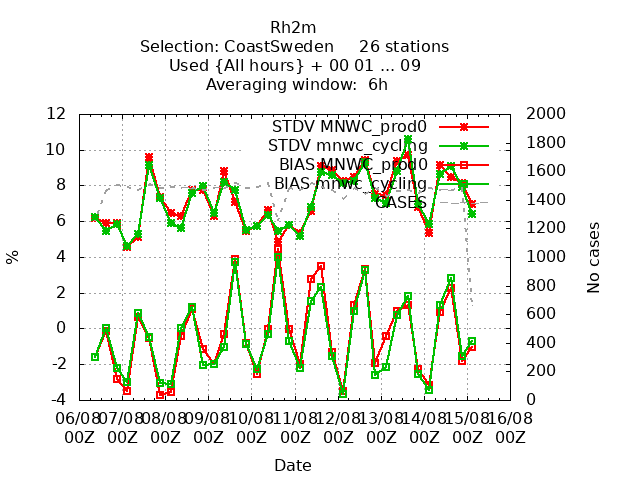 Rh2m
Selection: CoastSweden     26 stations
Used {All hours} + 00 01 ... 09
Averaging window:  6h
12 2000
STDV MNWC_prod0
10 1800
STDV mnwc_cycling
1600
BIAS MNWC_prod0
8 1400
BIAS mnwc_cycling
CASES
6 1200
% 4 1000 No cases
2 800
0 600
-2 400
200
-4 0
06/08 07/08 08/08 09/08 10/08 11/08 12/08 13/08 14/08 15/08 16/08
00Z 00Z 00Z 00Z 00Z 00Z 00Z 00Z 00Z 00Z 00Z
Date